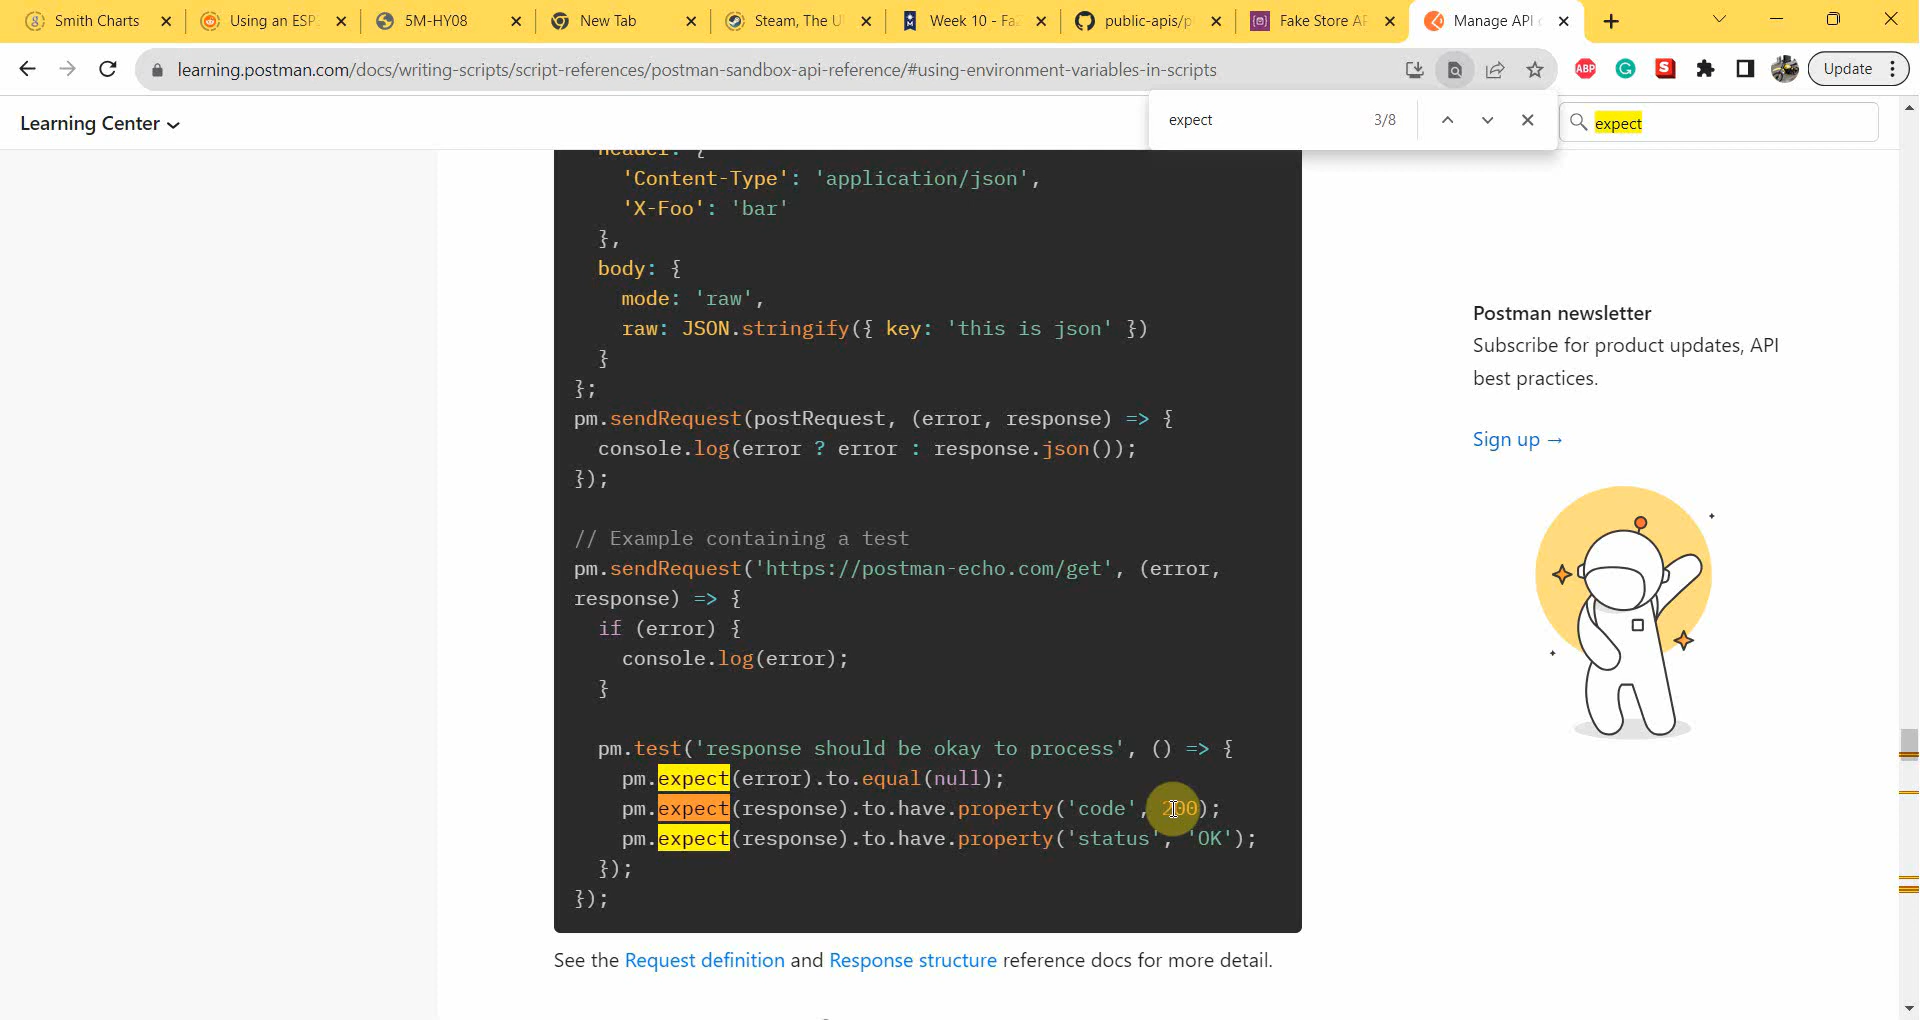 Smith Charts
Using an ESP
5M-HY08
New Tab
Steam, The U
Week 10 - Fa
public-apis/p
Fake Store AP
Manage API
learning.postman.com/docs/writing-scripts/script-references/postman-sandbox-api-reference/#using-environment-variables-in-scripts
ABP
Update
Learning Center
expect
3/8
expect
header: {
'Content-Type': 'application/json',
'X-Foo': 'bar'
},
body: {
mode: 'raw',
raw: JSON.stringify({ key: 'this is json' })
}
};
pm.sendRequest(postRequest, (error, response) => {
console.log(error ? error : response.json());
});
// Example containing a test
pm.sendRequest('https://postman-echo.com/get', (error,
response) => {
if (error) {
console.log(error);
}
pm.test('response should be okay to process', () => {
pm.expect(error).to.equal(null);
pm.expect(response).to.have.property('code', 200);
pm.expect(response).to.have.property('status', 'OK');
});
});
See the Request definition and Response structure reference docs for more detail.
Postman newsletter
Subscribe for product updates, API
best practices.
Sign up →